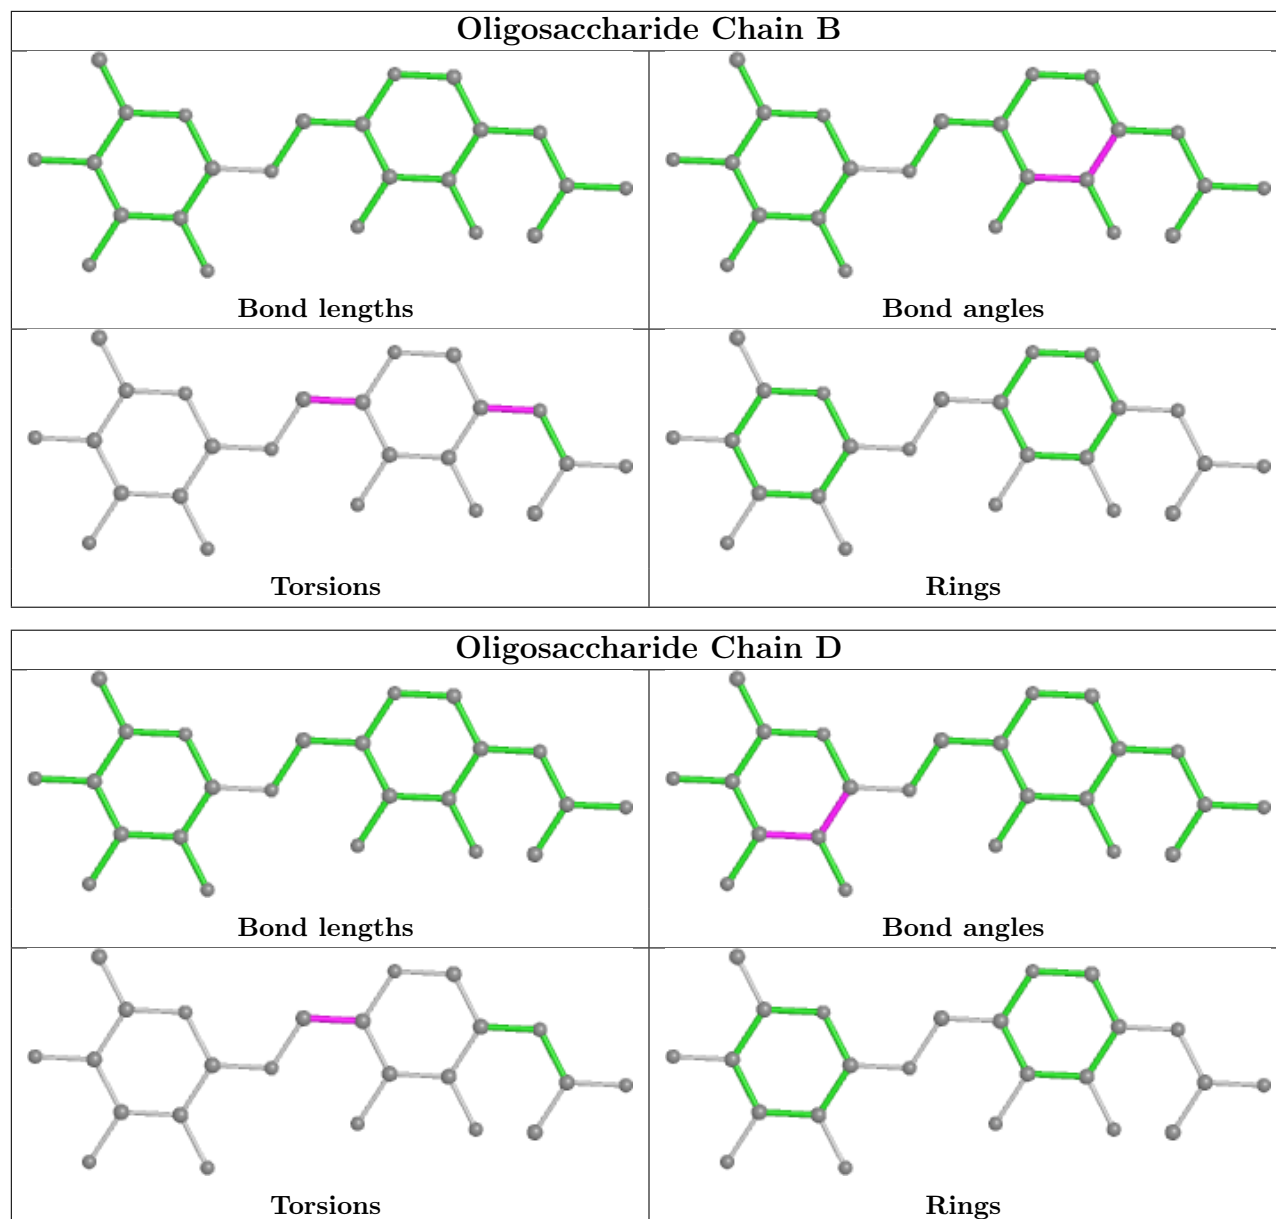 Oligosaccharide Chain B
Bond lengths
Bond angles
Torsions
Rings
Oligosaccharide Chain D
Bond lengths
Bond angles
Torsions
Rings